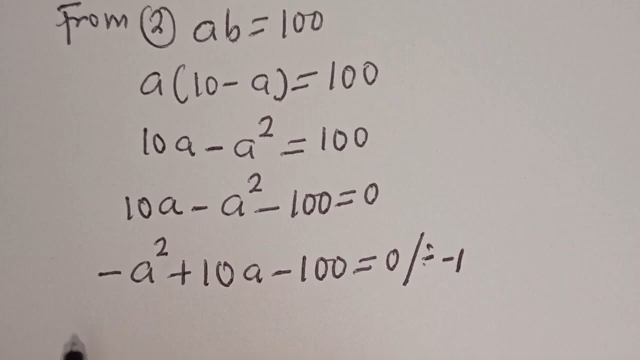 From ② ab = 100
a(10 - a) = 100
10a - a² = 100
10a - a² - 100 = 0
-a² + 10a - 100 = 0 / ÷ -1